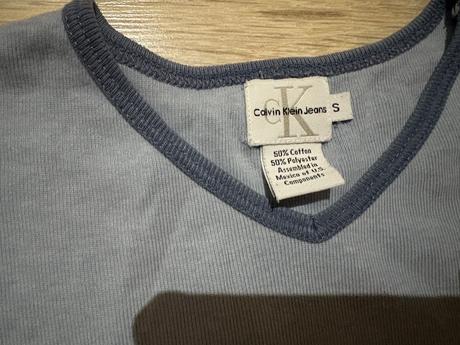 cK
Calvin Klein Jeans S
50% Cotton
50% Polyester
Assembled in
Mexico of U.S.
Components